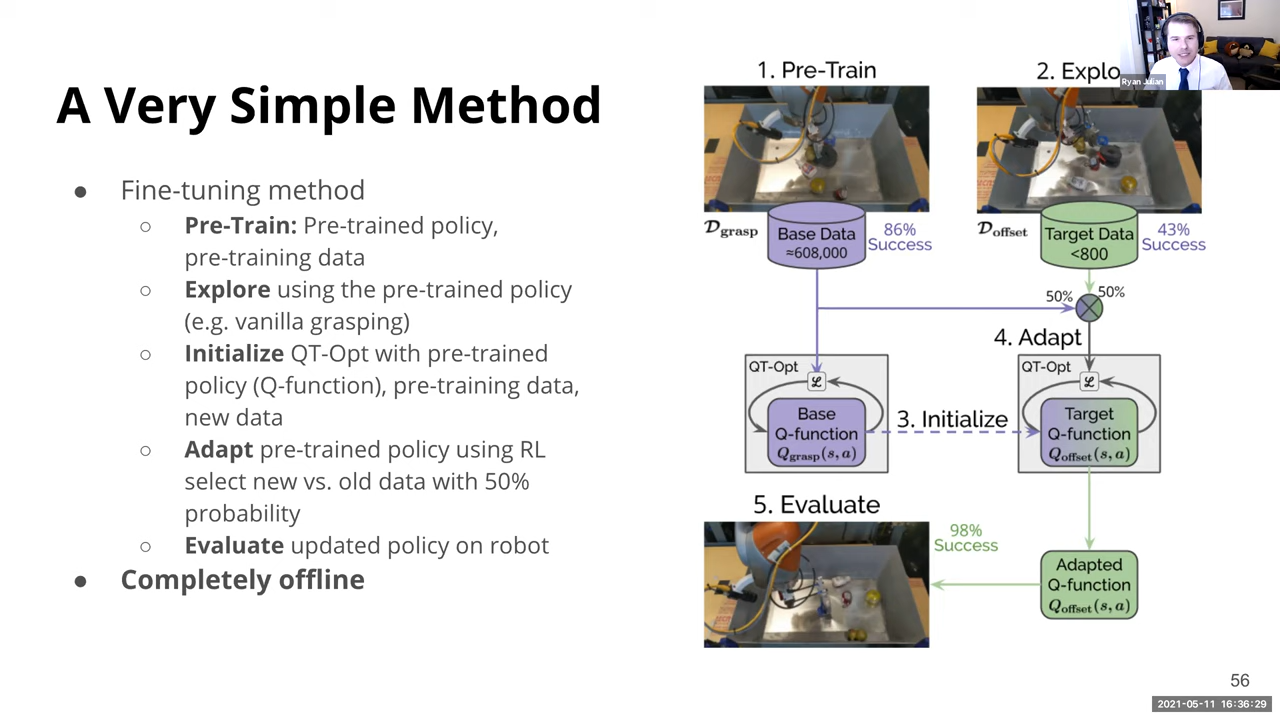 A Very Simple Method
● Fine-tuning method
○ Pre-Train: Pre-trained policy,
pre-training data
○ Explore using the pre-trained policy
(e.g. vanilla grasping)
○ Initialize QT-Opt with pre-trained
policy (Q-function), pre-training data,
new data
○ Adapt pre-trained policy using RL
select new vs. old data with 50%
probability
○ Evaluate updated policy on robot
● Completely offline
1. Pre-Train
𝒟grasp
Base Data
≈608,000
86%
Success
2. Explo
𝒟offset
Target Data
<800
43%
Success
50%
50%
4. Adapt
QT-Opt
ℒ
Base
Q-function
Qgrasp(s,a)
3. Initialize
QT-Opt
ℒ
Target
Q-function
Qoffset(s,a)
5. Evaluate
98%
Success
Adapted
Q-function
Qoffset(s,a)
Ryan Julian
56
2021-05-11 16:36:29